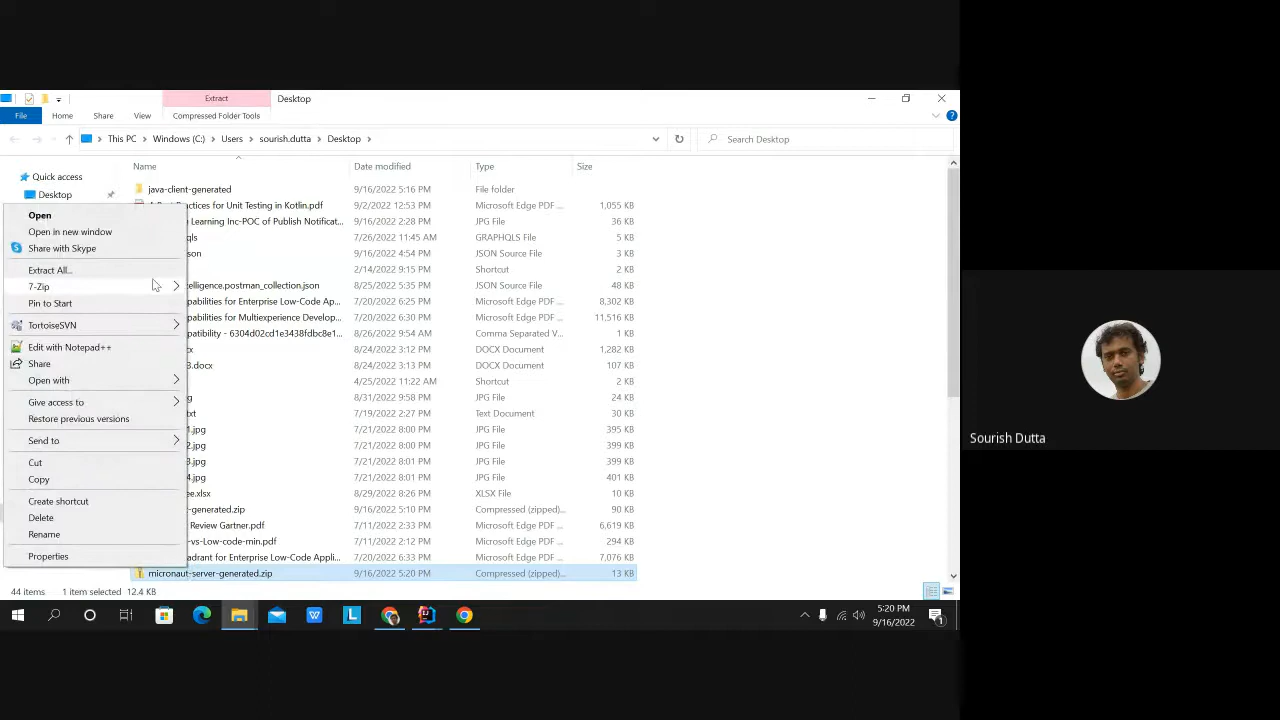 Extract
Desktop
File
Home
Share
View
Compressed Folder Tools
This PC
Windows (C:)
Users
sourish.dutta
Desktop
Search Desktop
Name
Date modified
Type
Size
Quick access
Desktop
java-client-generated
9/16/2022 5:16 PM
File folder
Practices for Unit Testing in Kotlin.pdf
9/2/2022 12:53 PM
Microsoft Edge PDF ...
1,055 KB
Learning Inc-POC of Publish Notificat...
9/16/2022 2:28 PM
JPG File
36 KB
qls
7/26/2022 11:45 AM
GRAPHQLS File
5 KB
son
9/16/2022 4:54 PM
JSON Source File
3 KB
2/14/2022 9:15 PM
Shortcut
2 KB
elligence.postman_collection.json
8/25/2022 5:35 PM
JSON Source File
48 KB
pabilities for Enterprise Low-Code Ap...
7/20/2022 6:25 PM
Microsoft Edge PDF ...
8,302 KB
pabilities for Multiexperience Develop...
7/20/2022 6:30 PM
Microsoft Edge PDF ...
11,516 KB
patibility - 6304d02cd1e3438fdbc8e1...
8/26/2022 9:54 AM
Comma Separated V...
1 KB
cx
8/24/2022 3:12 PM
DOCX Document
1,282 KB
3.docx
8/24/2022 3:13 PM
DOCX Document
107 KB
4/25/2022 11:22 AM
Shortcut
2 KB
g
8/31/2022 9:58 PM
JPG File
24 KB
txt
7/19/2022 2:27 PM
Text Document
30 KB
1.jpg
7/21/2022 8:00 PM
JPG File
395 KB
2.jpg
7/21/2022 8:00 PM
JPG File
399 KB
3.jpg
7/21/2022 8:01 PM
JPG File
399 KB
4.jpg
7/21/2022 8:01 PM
JPG File
401 KB
ee.xlsx
8/29/2022 8:26 PM
XLSX File
10 KB
-generated.zip
9/16/2022 5:10 PM
Compressed (zipped)...
90 KB
Review Gartner.pdf
7/11/2022 2:33 PM
Microsoft Edge PDF ...
6,619 KB
-vs-Low-code-min.pdf
7/11/2022 2:32 PM
Microsoft Edge PDF ...
294 KB
uadrant for Enterprise Low-Code Appli...
7/20/2022 6:33 PM
Microsoft Edge PDF ...
7,076 KB
micronaut-server-generated.zip
9/16/2022 5:20 PM
Compressed (zipped)...
13 KB
Open
Open in new window
Share with Skype
Extract All...
7-Zip
Pin to Start
TortoiseSVN
Edit with Notepad++
Share
Open with
Give access to
Restore previous versions
Send to
Cut
Copy
Create shortcut
Delete
Rename
Properties
44 items
1 item selected 12.4 KB
5:20 PM
9/16/2022
Sourish Dutta